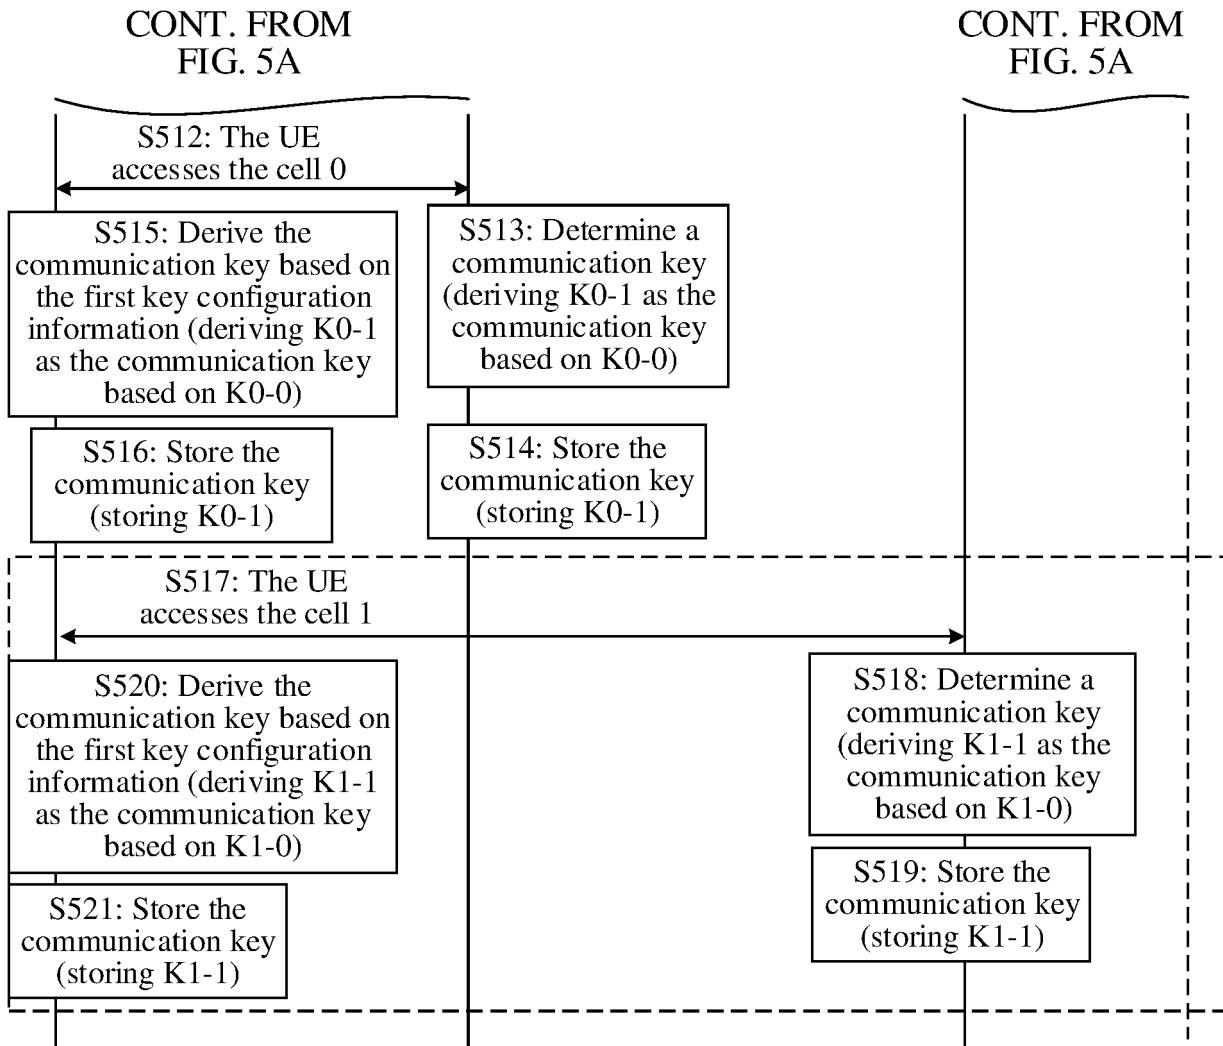 CONT. FROM
FIG. 5A
CONT. FROM
FIG. 5A
S512: The UE
accesses the cell 0
S515: Derive the
communication key based on
the first key configuration
information (deriving K0-1
as the communication key
based on K0-0)
S513: Determine a
communication key
(deriving K0-1 as the
communication key
based on K0-0)
S516: Store the
communication key
(storing K0-1)
S514: Store the
communication key
(storing K0-1)
S517: The UE
accesses the cell 1
S520: Derive the
communication key based on
the first key configuration
information (deriving K1-1
as the communication key
based on K1-0)
S518: Determine a
communication key
(deriving K1-1 as the
communication key
based on K1-0)
S521: Store the
communication key
(storing K1-1)
S519: Store the
communication key
(storing K1-1)